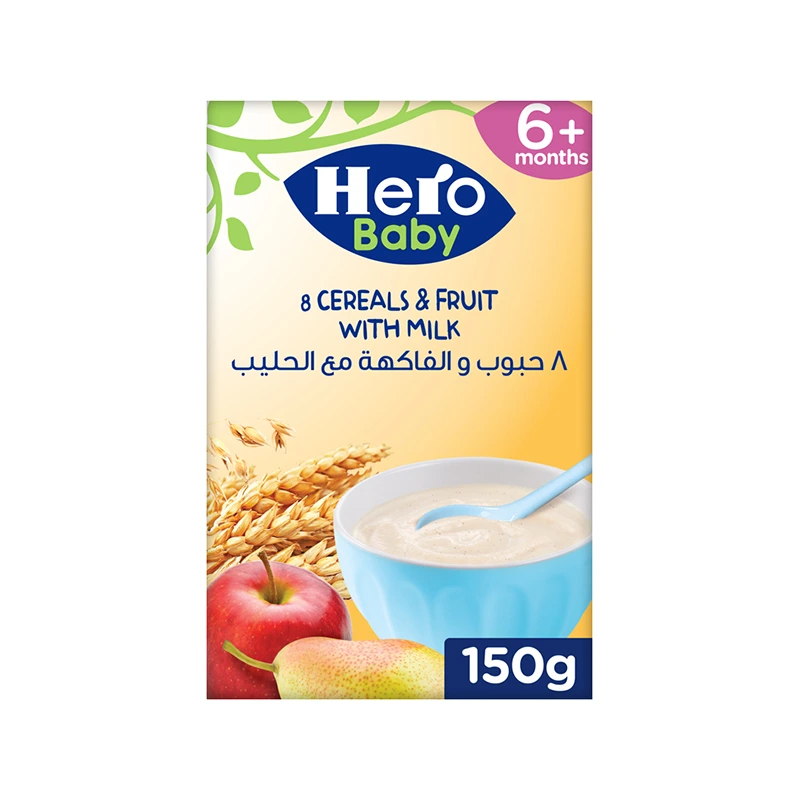 6+
months
Hero
Baby
8 CEREALS & FRUIT
WITH MILK
٨ حبوب و الفاكهة مع الحليب
150g